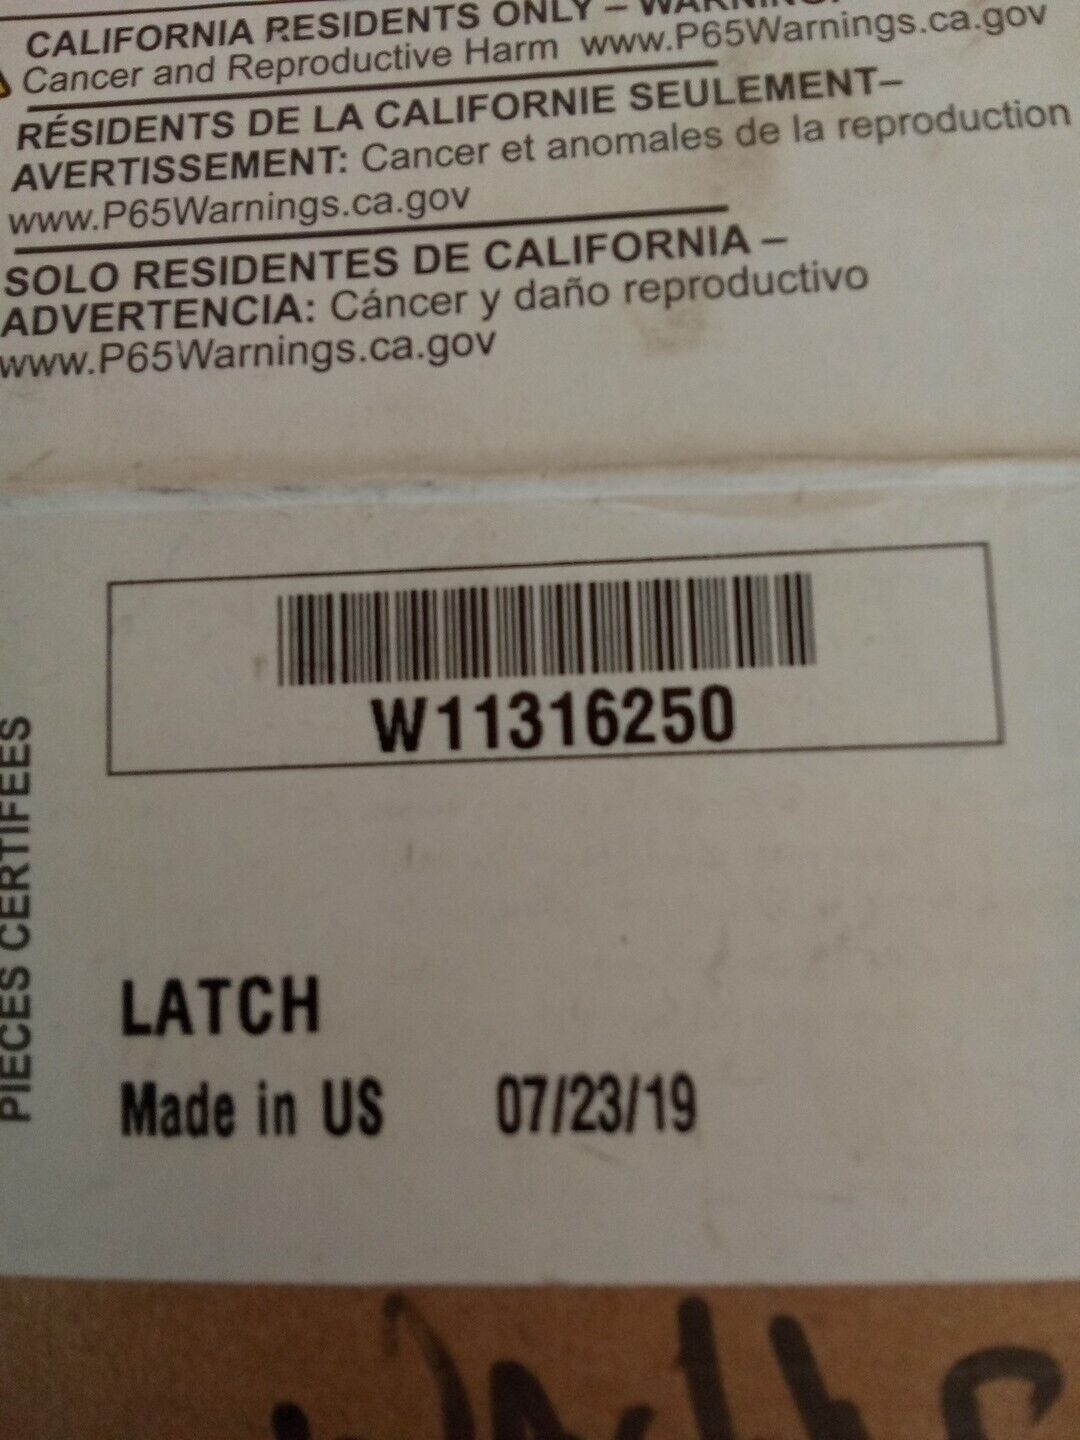 CALIFORNIA RESIDENTS ONLY – WARNING:
Cancer and Reproductive Harm www.P65Warnings.ca.gov
RÉSIDENTS DE LA CALIFORNIE SEULEMENT–
AVERTISSEMENT: Cancer et anomales de la reproduction
www.P65Warnings.ca.gov
SOLO RESIDENTES DE CALIFORNIA –
ADVERTENCIA: Cáncer y daño reproductivo
www.P65Warnings.ca.gov
W11316250
PIECES CERTIFEES
LATCH
Made in US 07/23/19